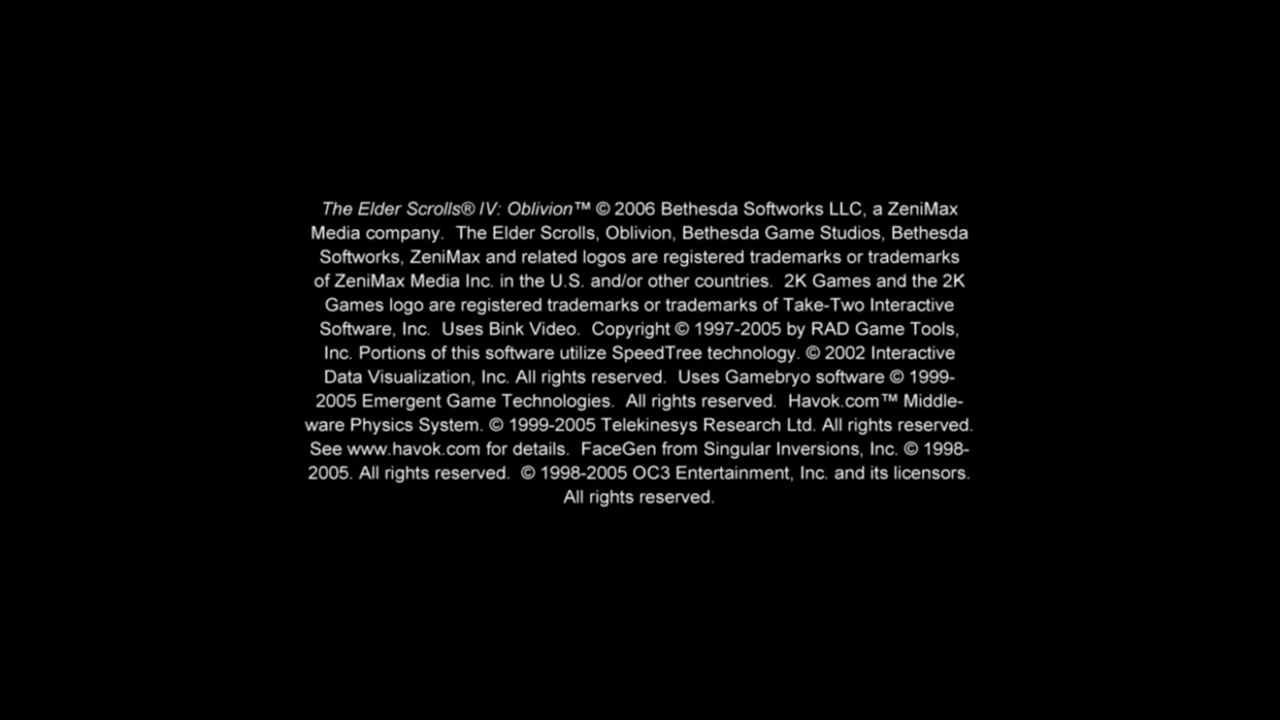 The Elder Scrolls® IV: Oblivion™ © 2006 Bethesda Softworks LLC, a ZeniMax
Media company.  The Elder Scrolls, Oblivion, Bethesda Game Studios, Bethesda
Softworks, ZeniMax and related logos are registered trademarks or trademarks
of ZeniMax Media Inc. in the U.S. and/or other countries.  2K Games and the 2K
Games logo are registered trademarks or trademarks of Take-Two Interactive
Software, Inc.  Uses Bink Video.  Copyright © 1997-2005 by RAD Game Tools,
Inc. Portions of this software utilize SpeedTree technology. © 2002 Interactive
Data Visualization, Inc. All rights reserved.  Uses Gamebryo software © 1999-
2005 Emergent Game Technologies.  All rights reserved.  Havok.com™ Middle-
ware Physics System. © 1999-2005 Telekinesys Research Ltd. All rights reserved.
See www.havok.com for details.  FaceGen from Singular Inversions, Inc. © 1998-
2005. All rights reserved.  © 1998-2005 OC3 Entertainment, Inc. and its licensors.
All rights reserved.